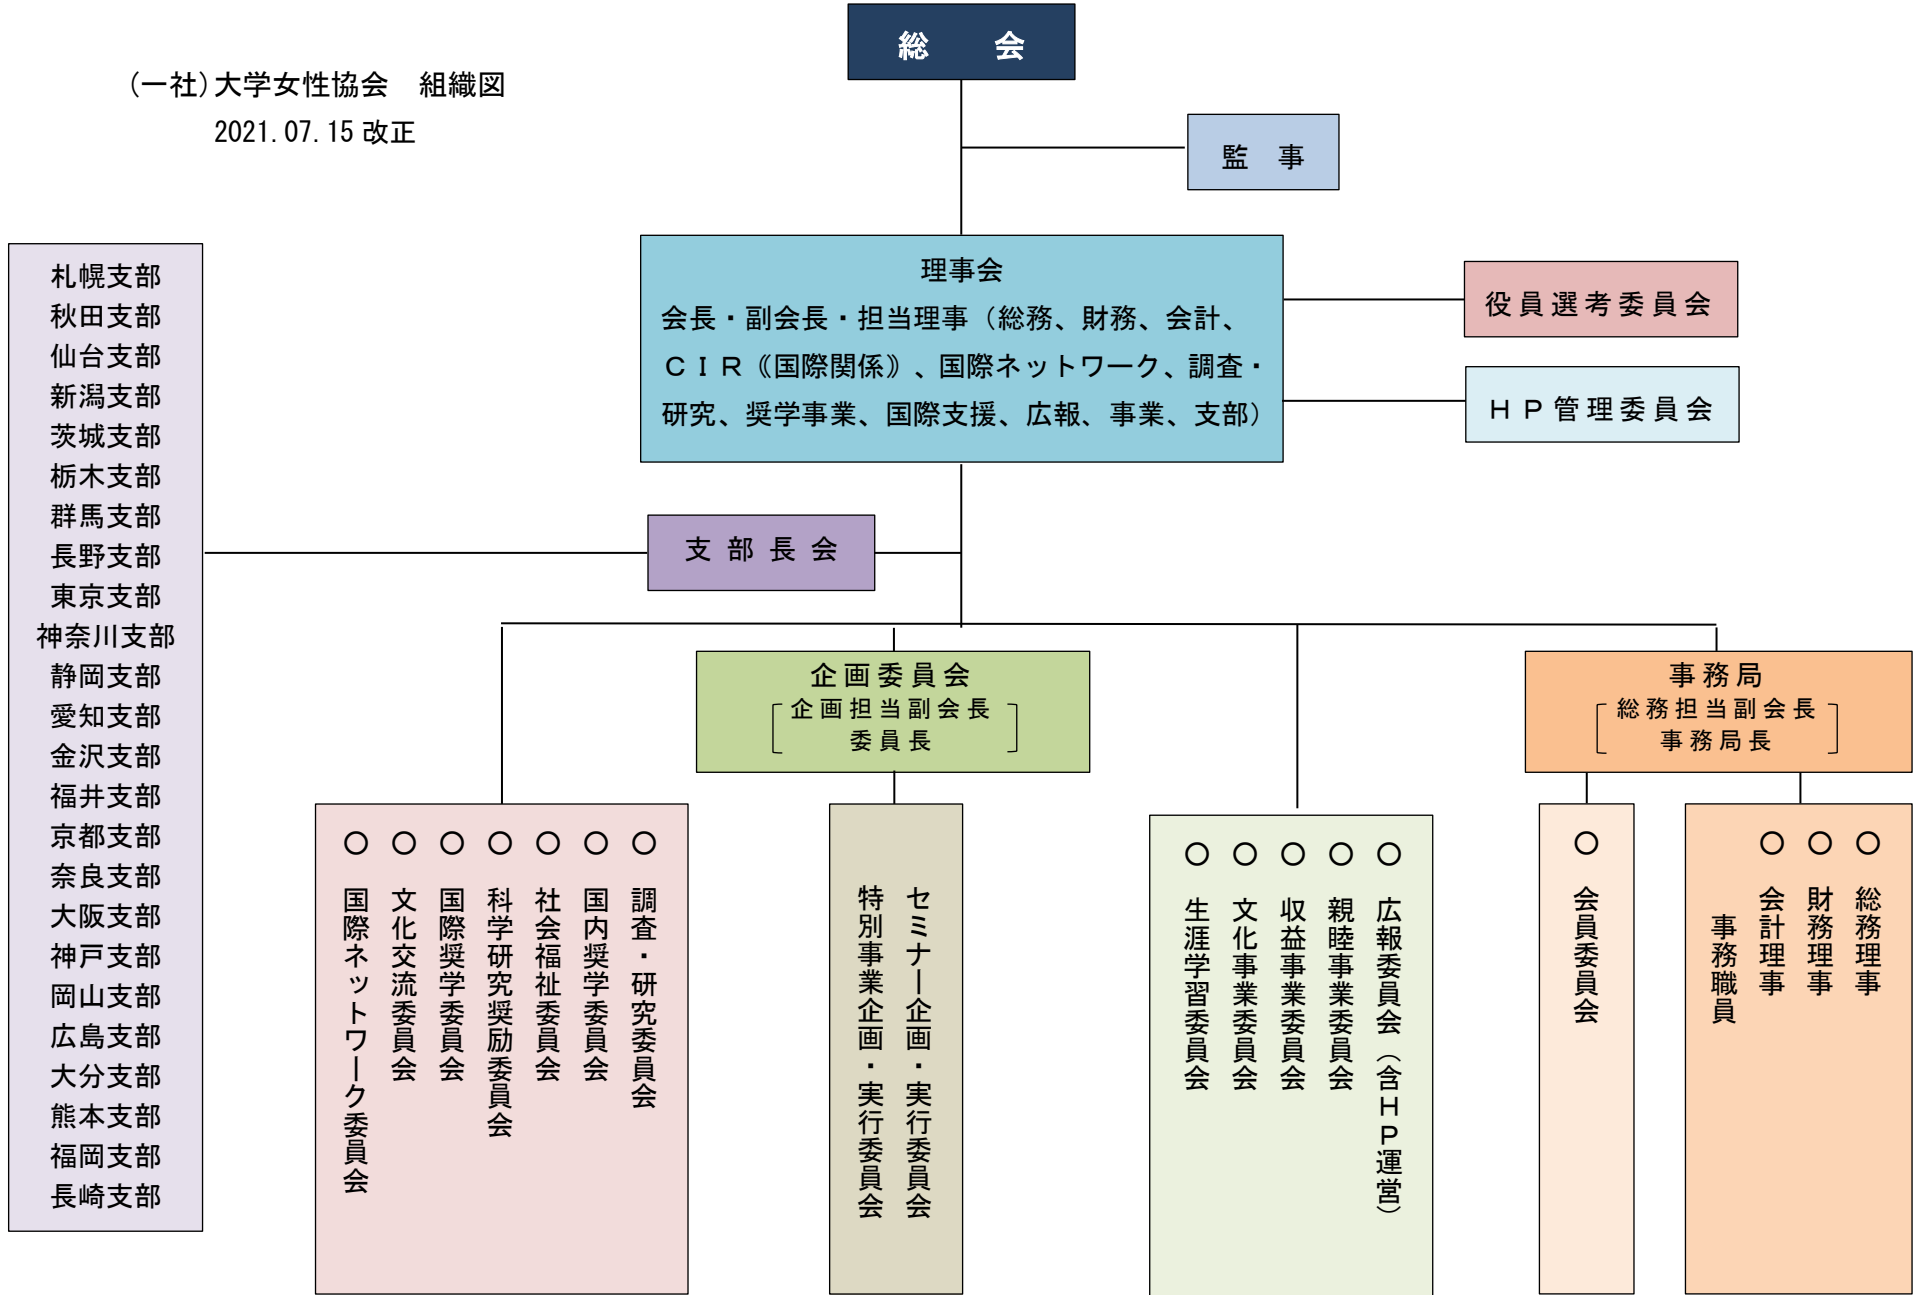 総　会
(一社)大学女性協会　組織図
2021.07.15 改正
監　事
理事会
会長・副会長・担当理事（総務、財務、会計、
ＣＩＲ《国際関係》、国際ネットワーク、調査・
研究、奨学事業、国際支援、広報、事業、支部）
役員選考委員会
ＨＰ管理委員会
札幌支部
秋田支部
仙台支部
新潟支部
茨城支部
栃木支部
群馬支部
長野支部
東京支部
神奈川支部
静岡支部
愛知支部
金沢支部
福井支部
京都支部
奈良支部
大阪支部
神戸支部
岡山支部
広島支部
大分支部
熊本支部
福岡支部
長崎支部
支部長会
企画委員会
企画担当副会長
委員長
事務局
総務担当副会長
事務局長
○ 調査・研究委員会
○ 国内奨学委員会
○ 社会福祉委員会
○ 科学研究奨励委員会
○ 国際奨学委員会
○ 文化交流委員会
○ 国際ネットワーク委員会
セミナー企画・実行委員会
特別事業企画・実行委員会
○ 広報委員会（含ＨＰ運営）
○ 親睦事業委員会
○ 収益事業委員会
○ 文化事業委員会
○ 生涯学習委員会
○ 会員委員会
○ 総務理事
○ 財務理事
○ 会計理事
事務職員